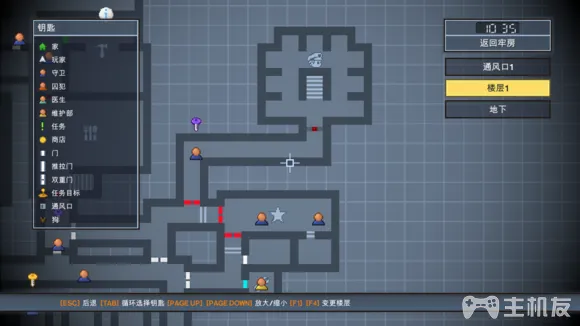 钥匙
家
玩家
守卫
囚犯
医生
维护部
任务
商店
门
推拉门
双重门
任务目标
通风口
狗
10 35
返回牢房
通风口1
楼层1
地下
[ESC] 后退 [TAB] 循环选择钥匙 [PAGE UP] [PAGE DOWN] 放大/缩小 [F1] [F4] 变更楼层
主机友